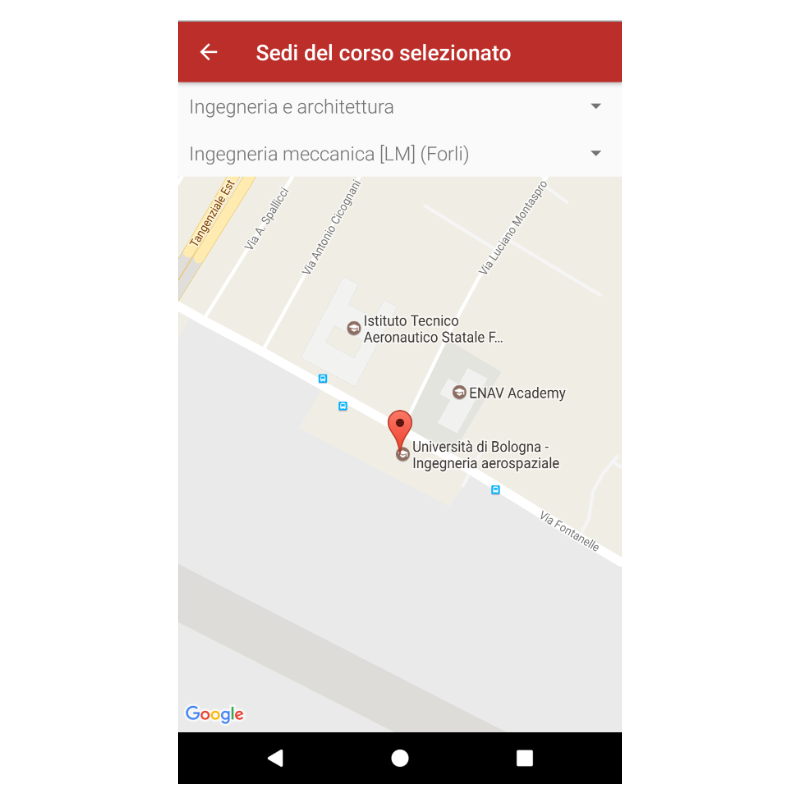 Sedi del corso selezionato
Ingegneria e architettura
Ingegneria meccanica [LM] (Forli)
Tangenziale Est
Via A. Spallicci
Via Antonio Cicognani
Via Luciano Montaspro
Istituto Tecnico
Aeronautico Statale F...
ENAV Academy
Università di Bologna -
Ingegneria aerospaziale
Via Fontanelle
Google